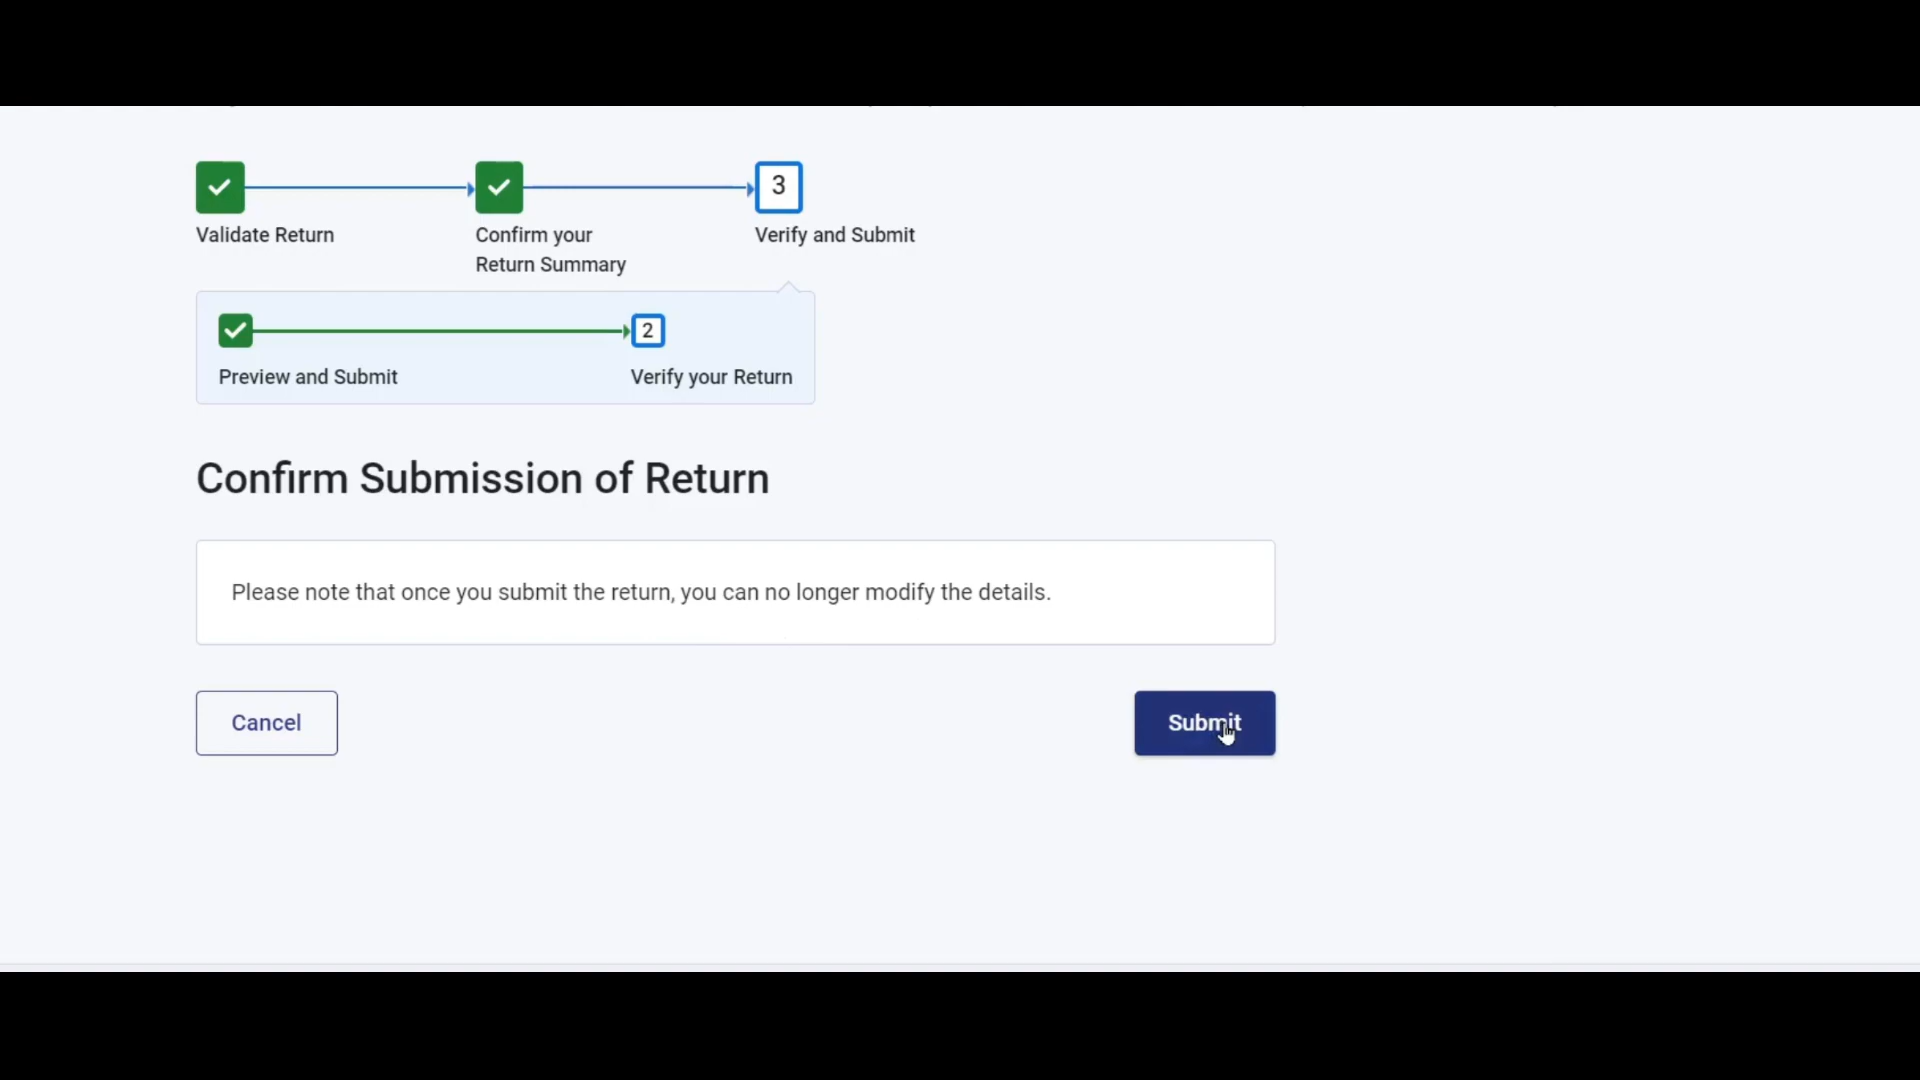 3
Validate Return
Confirm your
Return Summary
Verify and Submit
2
Preview and Submit
Verify your Return
Confirm Submission of Return
Please note that once you submit the return, you can no longer modify the details.
Cancel
Submit